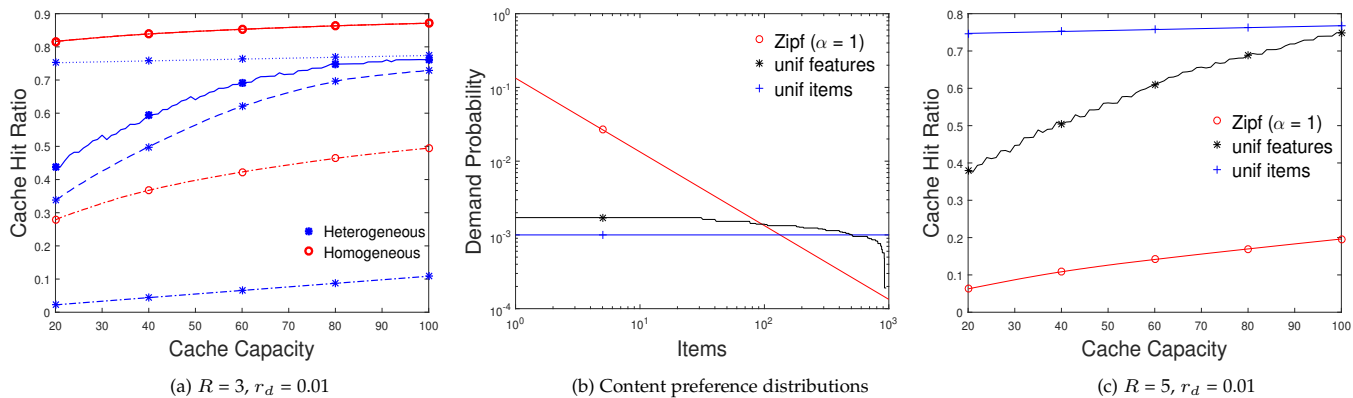 0.9
0.8
0.7
0.6
0.5
0.4
0.3
0.2
0.1
0
Cache Hit Ratio
Heterogeneous
Homogeneous
20 30 40 50 60 70 80 90 100
Cache Capacity
(a) R = 3, r_d = 0.01
10^0
10^-1
10^-2
10^-3
10^-4
Demand Probability
Zipf (α = 1)
unif features
unif items
10^0 10^1 10^2 10^3
Items
(b) Content preference distributions
0.8
0.7
0.6
0.5
0.4
0.3
0.2
0.1
0
Cache Hit Ratio
Zipf (α = 1)
unif features
unif items
20 30 40 50 60 70 80 90 100
Cache Capacity
(c) R = 5, r_d = 0.01